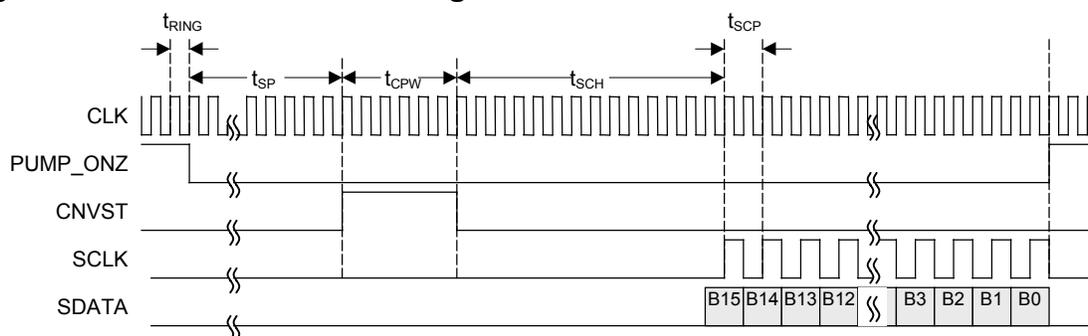 tRING
tSCP
tSP
tCPW
tSCH
CLK
PUMP_ONZ
CNVST
SCLK
SDATA
B15 B14 B13 B12 B3 B2 B1 B0